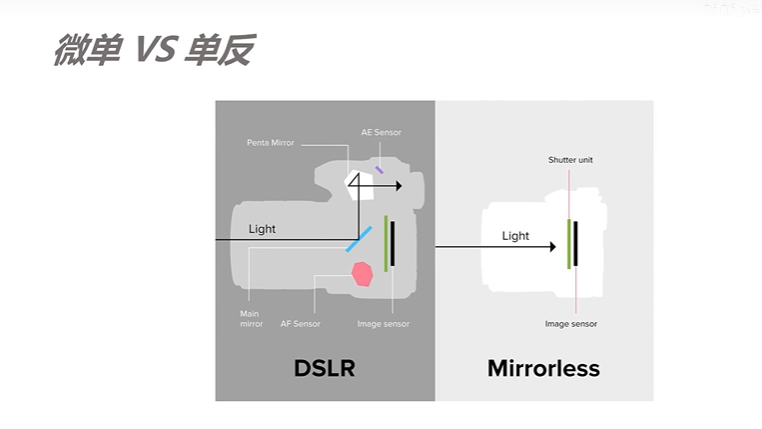 微单 VS 单反
Penta Mirror
AE Sensor
Light
Main
mirror
AF Sensor
Image sensor
DSLR
Shutter unit
Light
Image sensor
Mirrorless